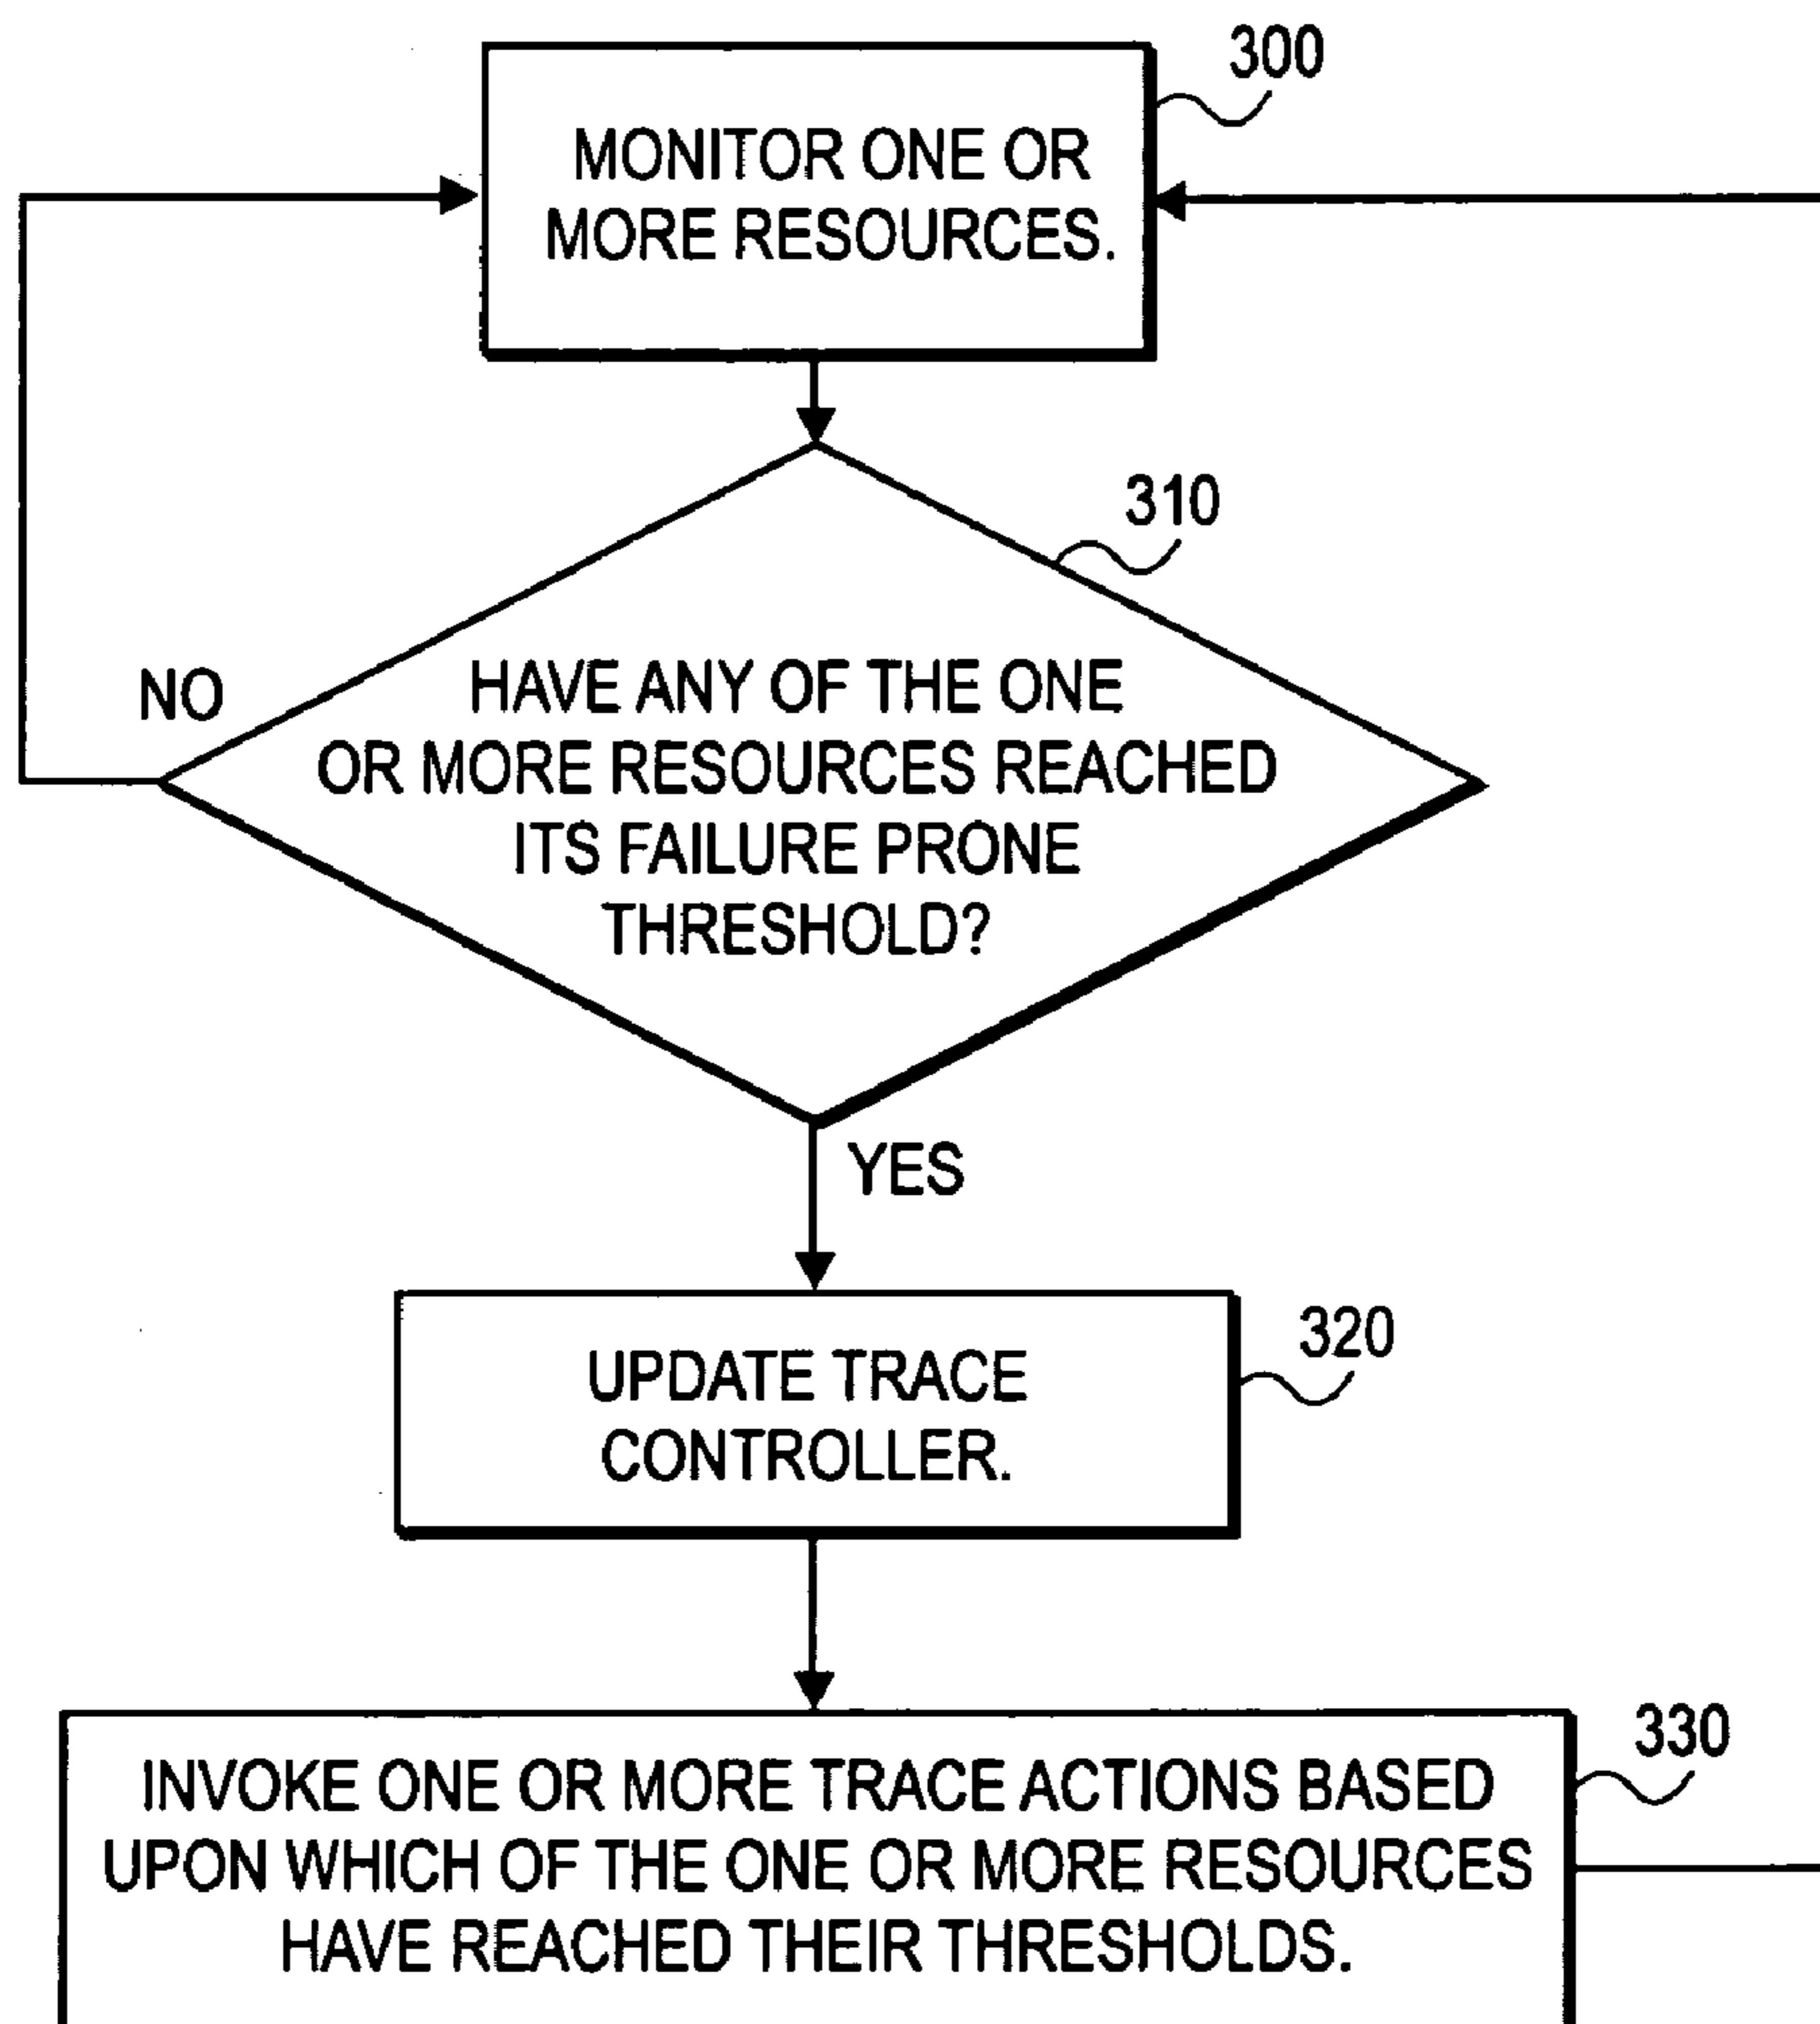 300
MONITOR ONE OR
MORE RESOURCES.
310
HAVE ANY OF THE ONE
OR MORE RESOURCES REACHED
ITS FAILURE PRONE
THRESHOLD?
NO
YES
320
UPDATE TRACE
CONTROLLER.
330
INVOKE ONE OR MORE TRACE ACTIONS BASED
UPON WHICH OF THE ONE OR MORE RESOURCES
HAVE REACHED THEIR THRESHOLDS.